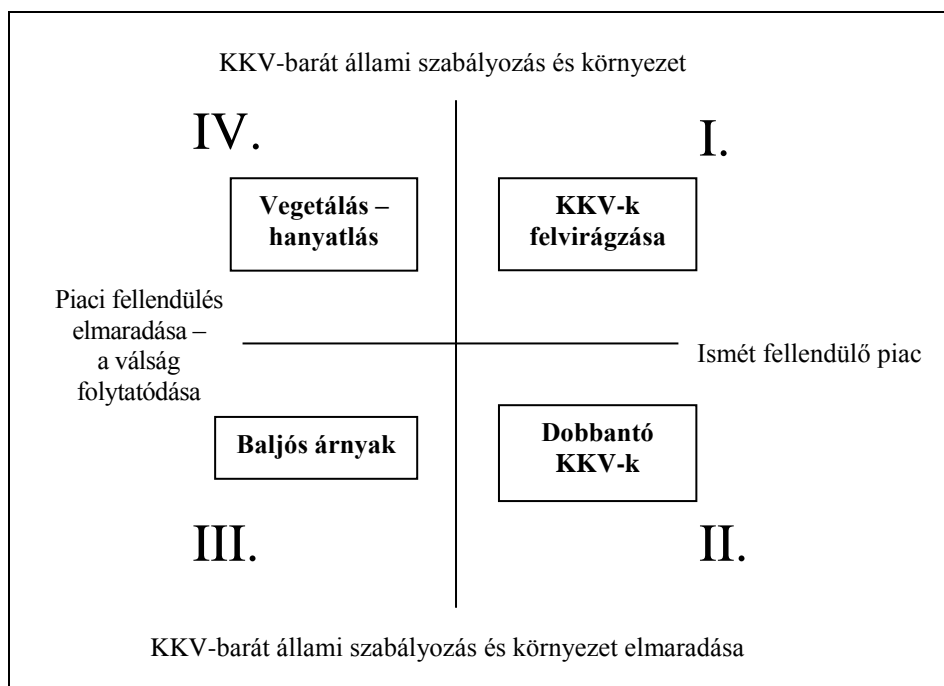 KKV-barát állami szabályozás és környezet
IV.
I.
Vegetálás –
hanyatlás
KKV-k
felvirágzása
Piaci fellendülés
elmaradása –
a válság
folytatódása
Ismét fellendülő piac
Baljós árnyak
Dobbantó
KKV-k
III.
II.
KKV-barát állami szabályozás és környezet elmaradása